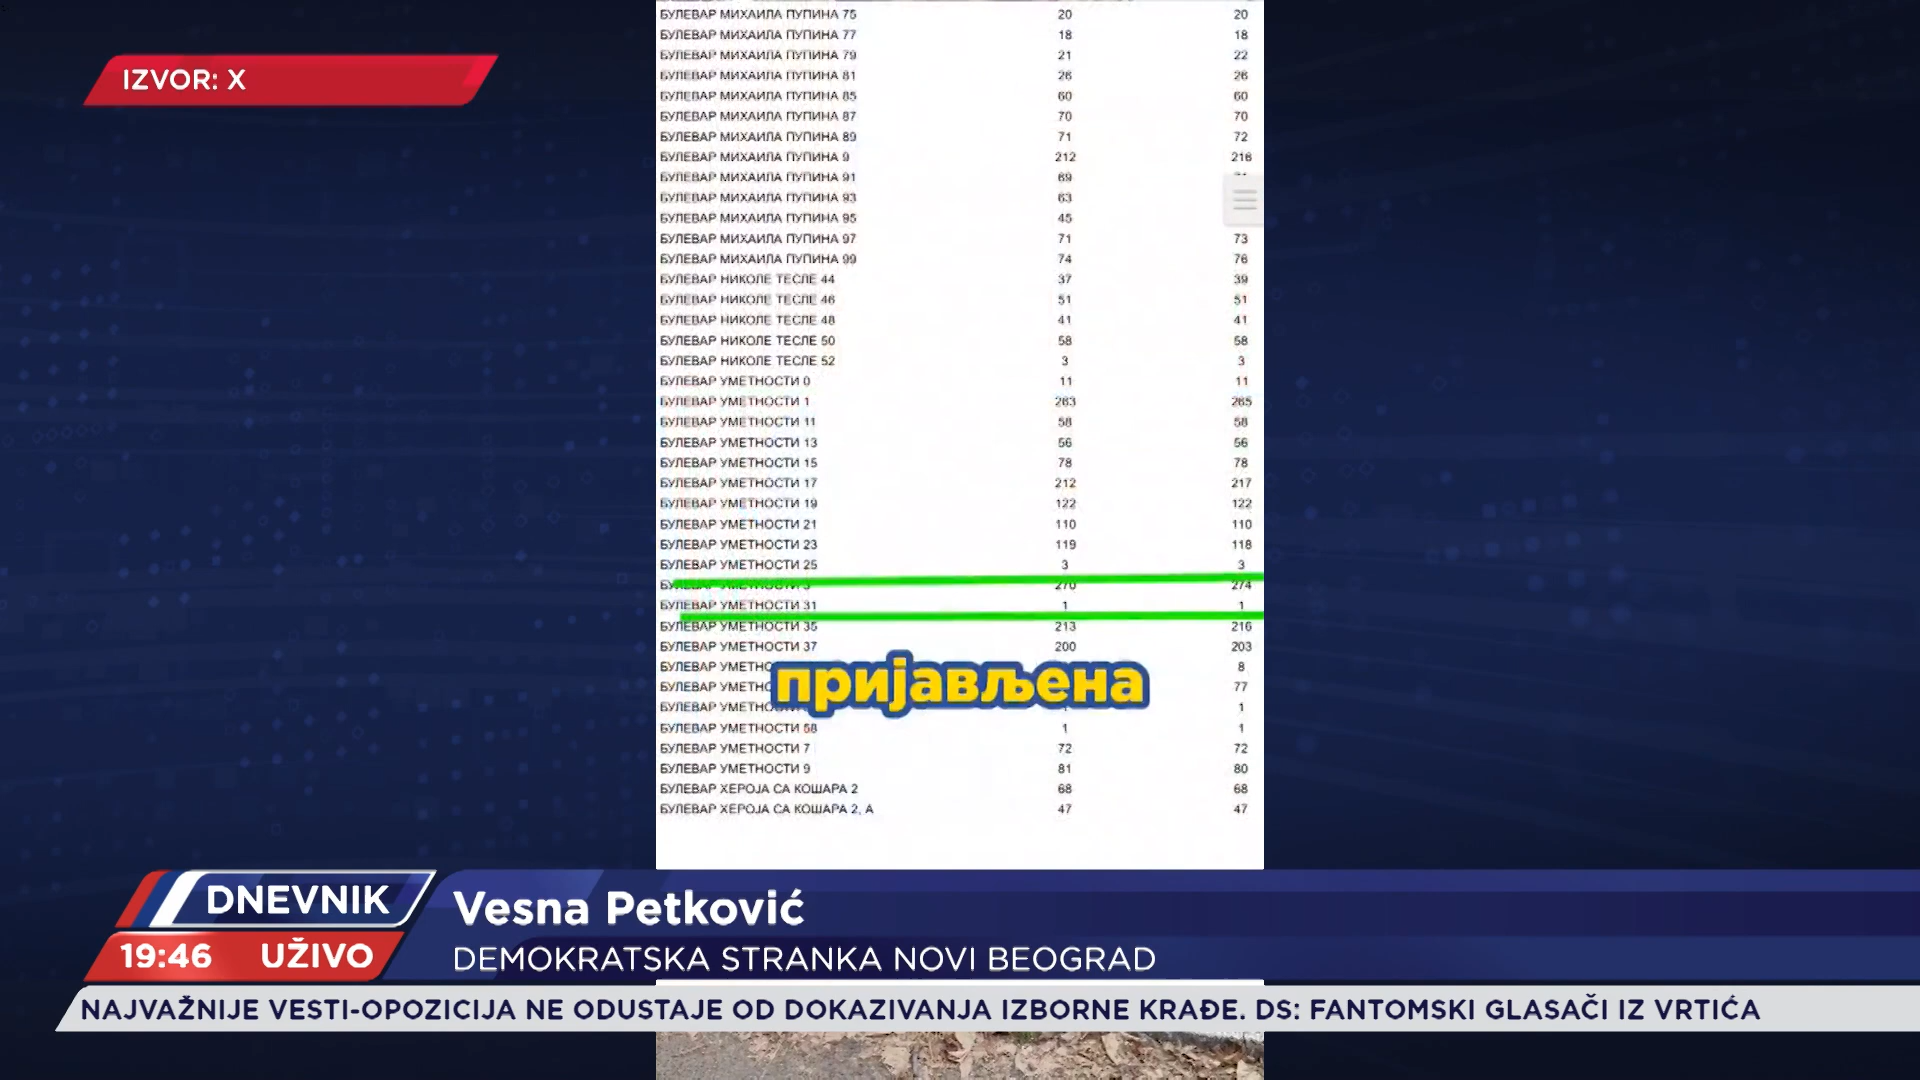 IZVOR: X
БУЛЕВАР МИХАИЛА ПУПИНА 75 20 20
БУЛЕВАР МИХАИЛА ПУПИНА 77 18 18
БУЛЕВАР МИХАИЛА ПУПИНА 79 21 22
БУЛЕВАР МИХАИЛА ПУПИНА 81 26 26
БУЛЕВАР МИХАИЛА ПУПИНА 85 60 60
БУЛЕВАР МИХАИЛА ПУПИНА 87 70 70
БУЛЕВАР МИХАИЛА ПУПИНА 89 71 72
БУЛЕВАР МИХАИЛА ПУПИНА 9 212 216
БУЛЕВАР МИХАИЛА ПУПИНА 91 69
БУЛЕВАР МИХАИЛА ПУПИНА 93 63
БУЛЕВАР МИХАИЛА ПУПИНА 95 45
БУЛЕВАР МИХАИЛА ПУПИНА 97 71 73
БУЛЕВАР МИХАИЛА ПУПИНА 99 74 76
БУЛЕВАР НИКОЛЕ ТЕСЛЕ 44 37 39
БУЛЕВАР НИКОЛЕ ТЕСЛЕ 46 51 51
БУЛЕВАР НИКОЛЕ ТЕСЛЕ 48 41 41
БУЛЕВАР НИКОЛЕ ТЕСЛЕ 50 58 58
БУЛЕВАР НИКОЛЕ ТЕСЛЕ 52 3 3
БУЛЕВАР УМЕТНОСТИ 0 11 11
БУЛЕВАР УМЕТНОСТИ 1 263 265
БУЛЕВАР УМЕТНОСТИ 11 58 58
БУЛЕВАР УМЕТНОСТИ 13 56 56
БУЛЕВАР УМЕТНОСТИ 15 78 78
БУЛЕВАР УМЕТНОСТИ 17 212 217
БУЛЕВАР УМЕТНОСТИ 19 122 122
БУЛЕВАР УМЕТНОСТИ 21 110 110
БУЛЕВАР УМЕТНОСТИ 23 119 118
БУЛЕВАР УМЕТНОСТИ 25 3 3
БУЛЕВАР УМЕТНОСТИ 3 270 274
БУЛЕВАР УМЕТНОСТИ 31 1 1
БУЛЕВАР УМЕТНОСТИ 35 213 216
БУЛЕВАР УМЕТНОСТИ 37 200 203
БУЛЕВАР УМЕТНО 8
БУЛЕВАР УМЕТНО 77
БУЛЕВАР 1
пријављена
БУЛЕВАР УМЕТНОСТИ 58 1 1
БУЛЕВАР УМЕТНОСТИ 7 72 72
БУЛЕВАР УМЕТНОСТИ 9 81 80
БУЛЕВАР ХЕРОЈА СА КОШАРА 2 68 68
БУЛЕВАР ХЕРОЈА СА КОШАРА 2, А 47 47
DNEVNIK
Vesna Petković
19:46 UŽIVO
DEMOKRATSKA STRANKA NOVI BEOGRAD
NAJVAŽNIJE VESTI-OPOZICIJA NE ODUSTAJE OD DOKAZIVANJA IZBORNE KRAĐE. DS: FANTOMSKI GLASAČI IZ VRTIĆA